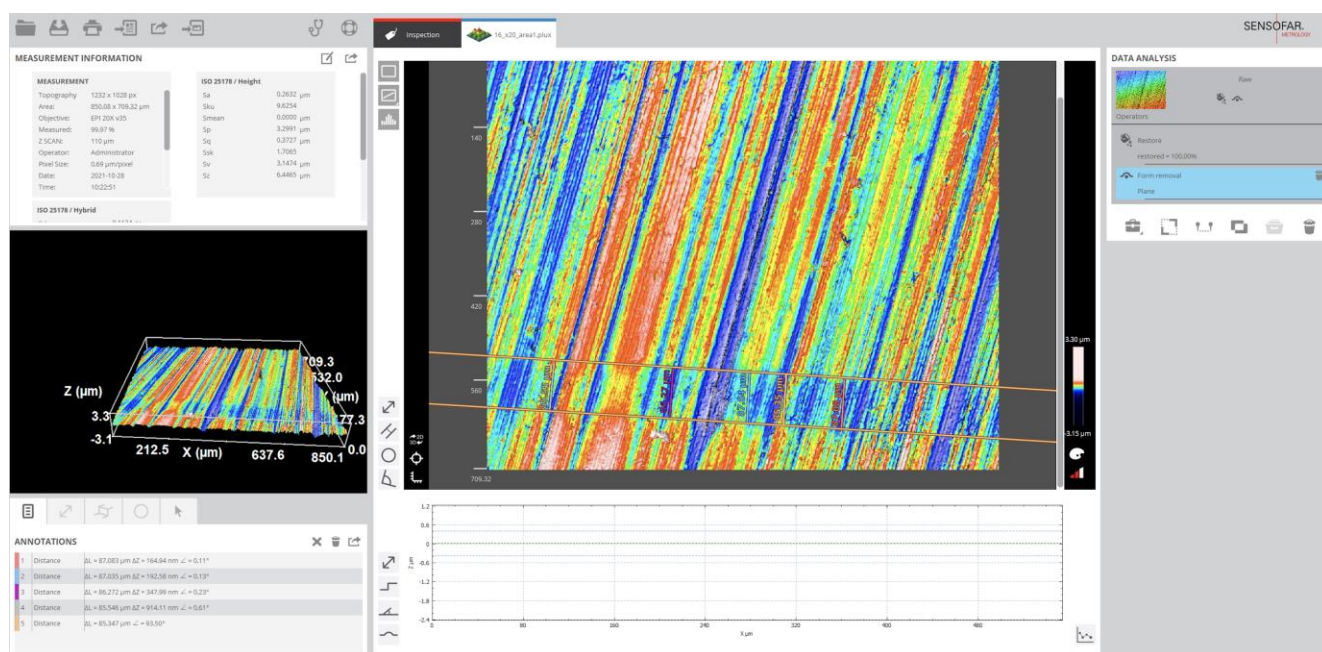 Inspection
16_x20_area1.plux
SENSOFAR.
METROLOGY
MEASUREMENT INFORMATION
MEASUREMENT
Topography 1232 x 1028 px
Area: 850.08 x 709.32 µm
Objective: EPI 20X v35
Measured: 99.97 %
Z SCAN: 110 µm
Operator: Administrator
Pixel Size: 0.69 µm/pixel
Date: 2021-10-28
Time: 10:22:51
ISO 25178 / Height
Sa 0.2632 µm
Sku 9.6254
Smean 0.0000 µm
Sp 3.2991 µm
Sq 0.3727 µm
Ssk 1.7065
Sv 3.1474 µm
Sz 6.4465 µm
ISO 25178 / Hybrid
Z (µm)
3.3
-3.1
212.5
X (µm)
637.6
850.1
0.0
77.3
(µm)
532.0
709.3
ANNOTATIONS
1 Distance ΔL = 87,083 µm ΔZ = 164,94 nm ∠ = 0.11°
2 Distance ΔL = 87,035 µm ΔZ = 192,58 nm ∠ = 0.13°
3 Distance ΔL = 86,272 µm ΔZ = 347,99 nm ∠ = 0.23°
4 Distance ΔL = 85,546 µm ΔZ = 914,11 nm ∠ = 0.61°
5 Distance ΔL = 85,347 µm ∠ = 93.50°
140
280
420
560
709.32
2D
3D
3.30 µm
-3.15 µm
1.2
0.6
0
-0.6
-1.2
-1.8
-2.4
Z µm
0
80
160
240
320
400
480
X µm
DATA ANALYSIS
Raw
Operators
Restore
restored = 100.00%
Form removal
Plane